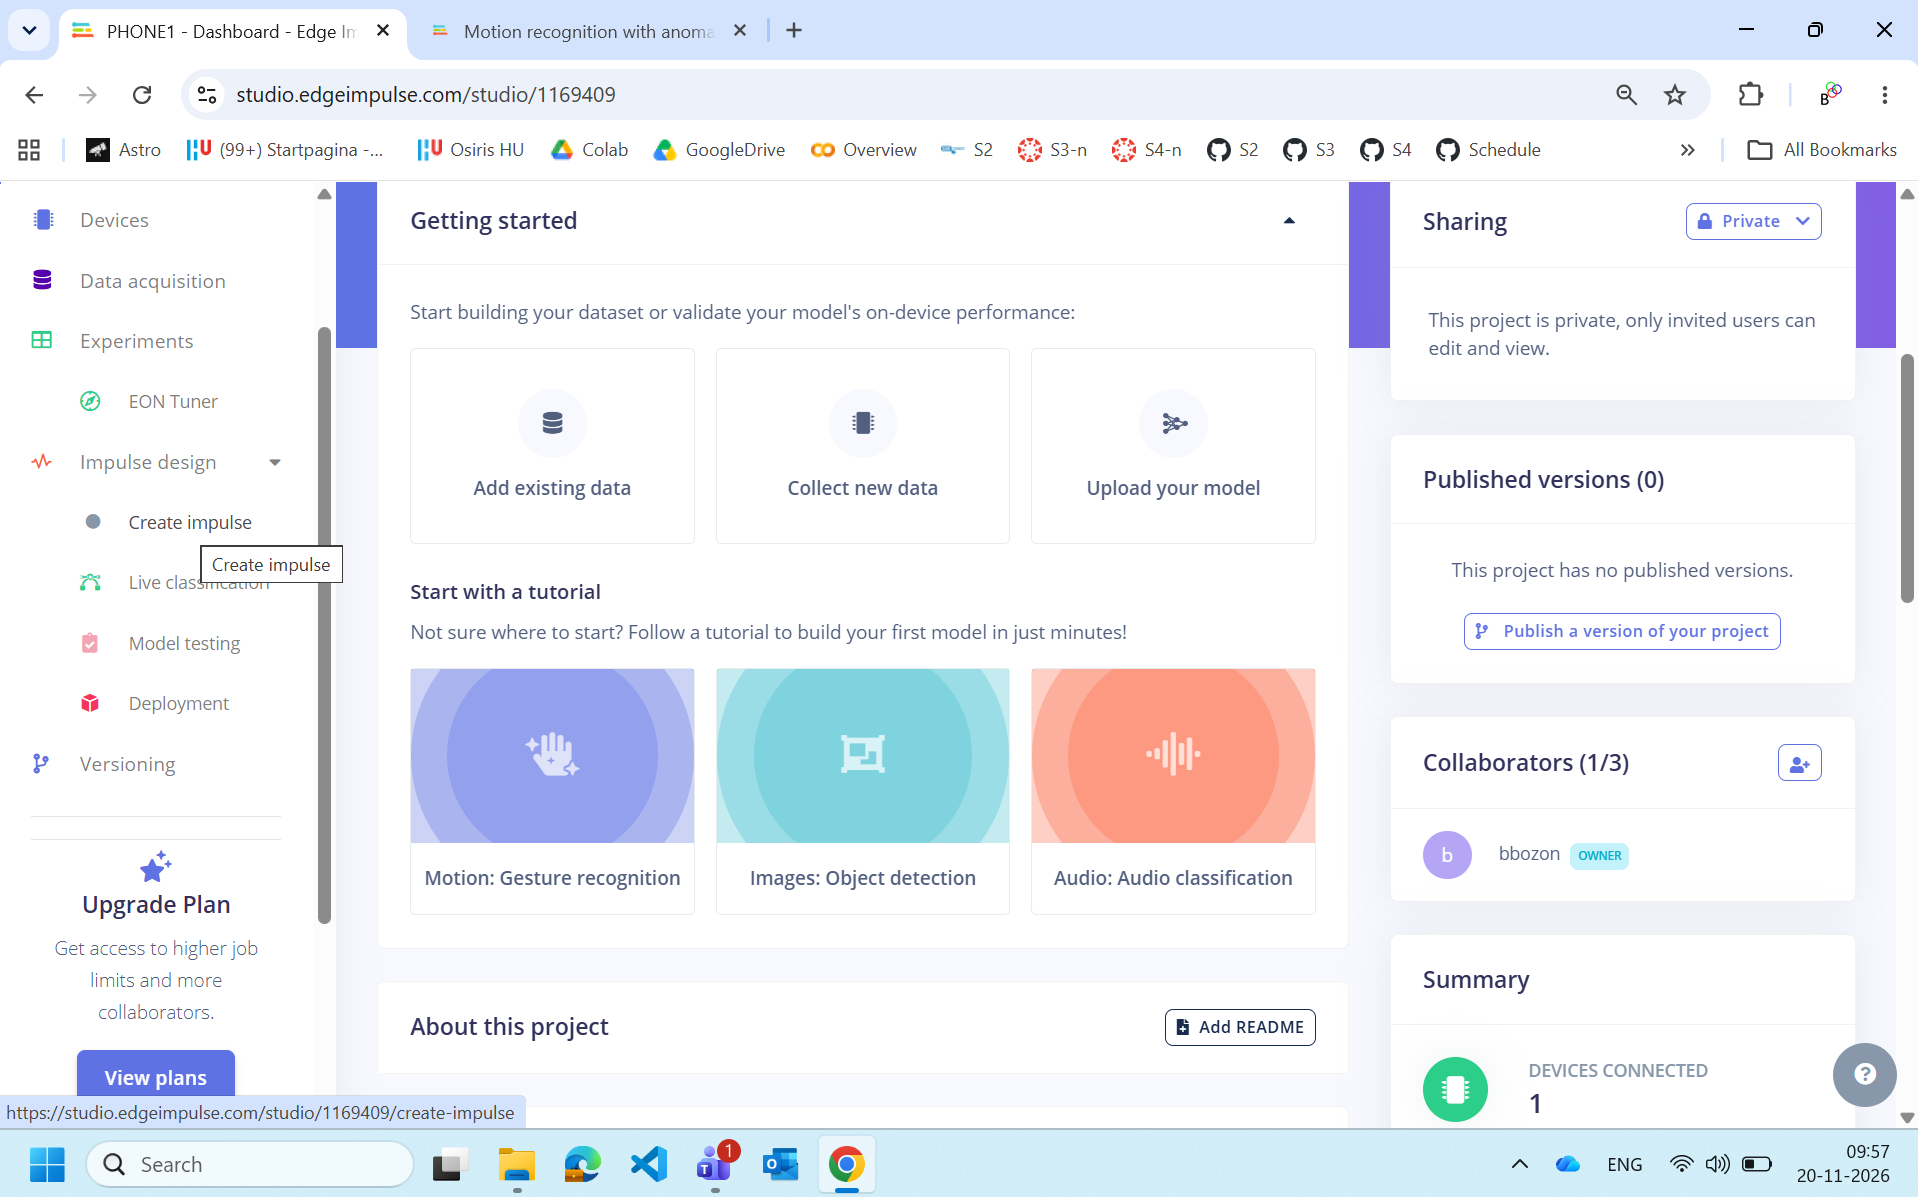 PHONE1 - Dashboard - Edge Im
Motion recognition with anoma
studio.edgeimpulse.com/studio/1169409
Astro
(99+) Startpagina -...
Osiris HU
Colab
GoogleDrive
Overview
S2
S3-n
S4-n
S2
S3
S4
Schedule
All Bookmarks
Devices
Data acquisition
Experiments
EON Tuner
Impulse design
Create impulse
Create impulse
Live classification
Model testing
Deployment
Versioning
Upgrade Plan
Get access to higher job
limits and more
collaborators.
View plans
https://studio.edgeimpulse.com/studio/1169409/create-impulse
Getting started
Start building your dataset or validate your model's on-device performance:
Add existing data
Collect new data
Upload your model
Start with a tutorial
Not sure where to start? Follow a tutorial to build your first model in just minutes!
Motion: Gesture recognition
Images: Object detection
Audio: Audio classification
About this project
Add README
Sharing
Private
This project is private, only invited users can
edit and view.
Published versions (0)
This project has no published versions.
Publish a version of your project
Collaborators (1/3)
b
bbozon
OWNER
Summary
DEVICES CONNECTED
1
Search
1
ENG
09:57
20-11-2026